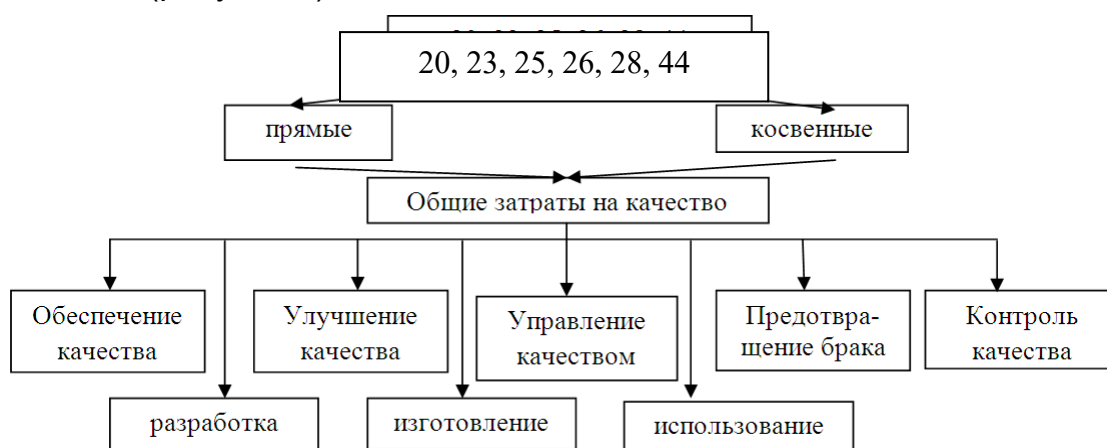 20, 23, 25, 26, 28, 44
прямые
косвенные
Общие затраты на качество
Обеспечение
качества
Улучшение
качества
Управление
качеством
Предотвра-
щение брака
Контроль
качества
разработка
изготовление
использование